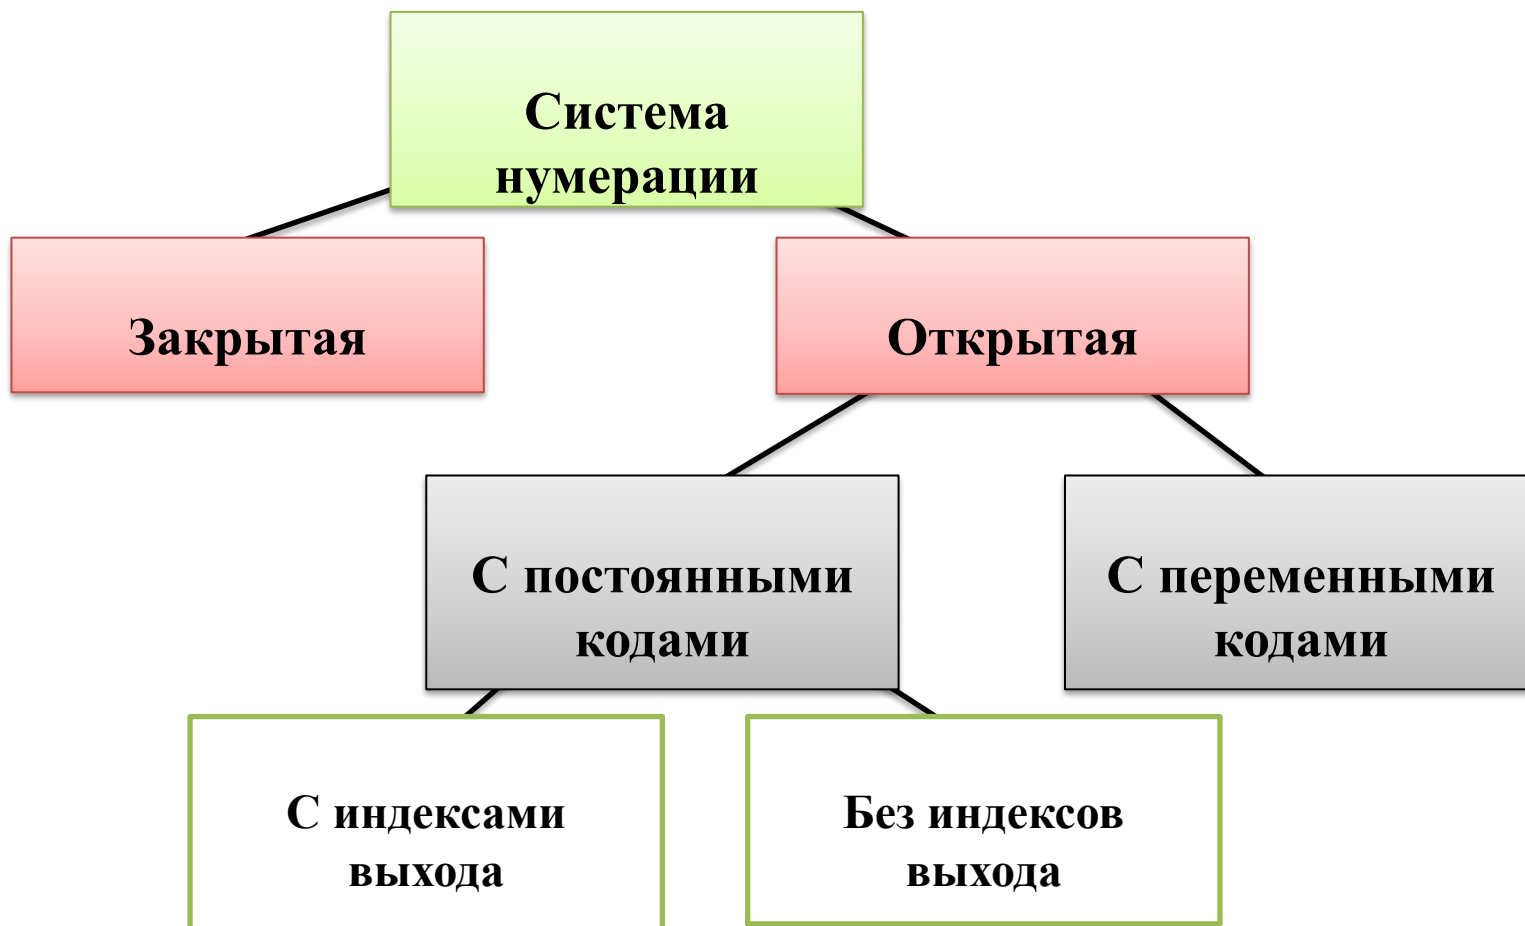 Система
нумерации
Закрытая
Открытая
С постоянными
кодами
С переменными
кодами
С индексами
выхода
Без индексов
выхода